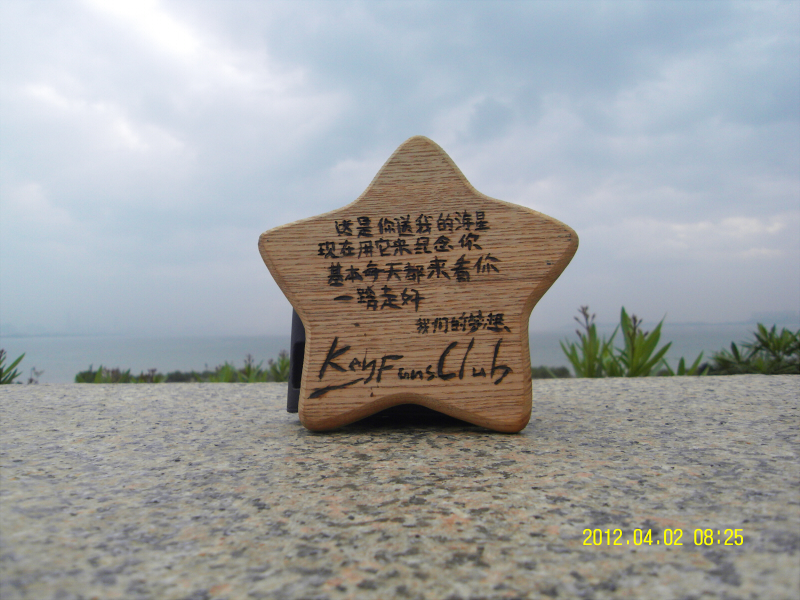 这是你送我的海星
现在用它来纪念你
基本每天都来看你
一路走好
我们的梦想、
KeyFansClub
2012.04.02 08:25